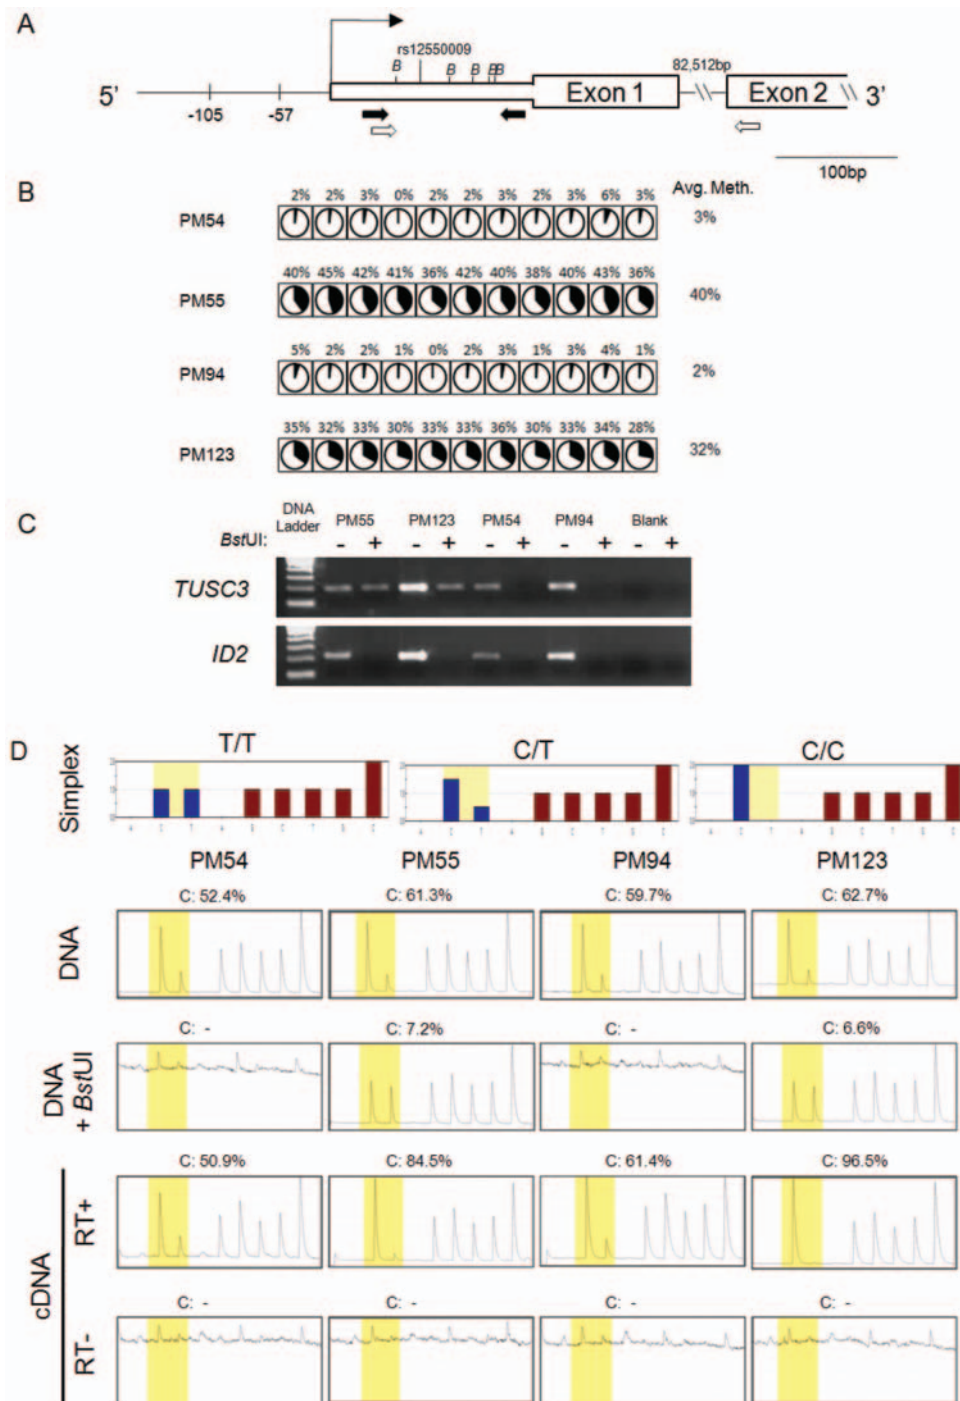 A
rs12550009
B B B B B
82,512bp
5' Exon 1 Exon 2 3'
-105 -57
100bp
B
Avg. Meth.
2% 2% 3% 0% 2% 2% 3% 2% 3% 6% 3%
PM54 3%
40% 45% 42% 41% 36% 42% 40% 38% 40% 43% 36%
PM55 40%
5% 2% 2% 1% 0% 2% 3% 1% 3% 4% 1%
PM94 2%
35% 32% 33% 30% 33% 33% 36% 30% 33% 34% 28%
PM123 32%
C
DNA Ladder PM55 PM123 PM54 PM94 Blank
BstUI: - + - + - + - + - +
TUSC3
ID2
D
T/T C/T C/C
Simplex
PM54 PM55 PM94 PM123
C: 52.4% C: 61.3% C: 59.7% C: 62.7%
DNA
C: - C: 7.2% C: - C: 6.6%
DNA + BstUI
C: 50.9% C: 84.5% C: 61.4% C: 96.5%
cDNA
RT+
C: - C: - C: - C: -
RT-